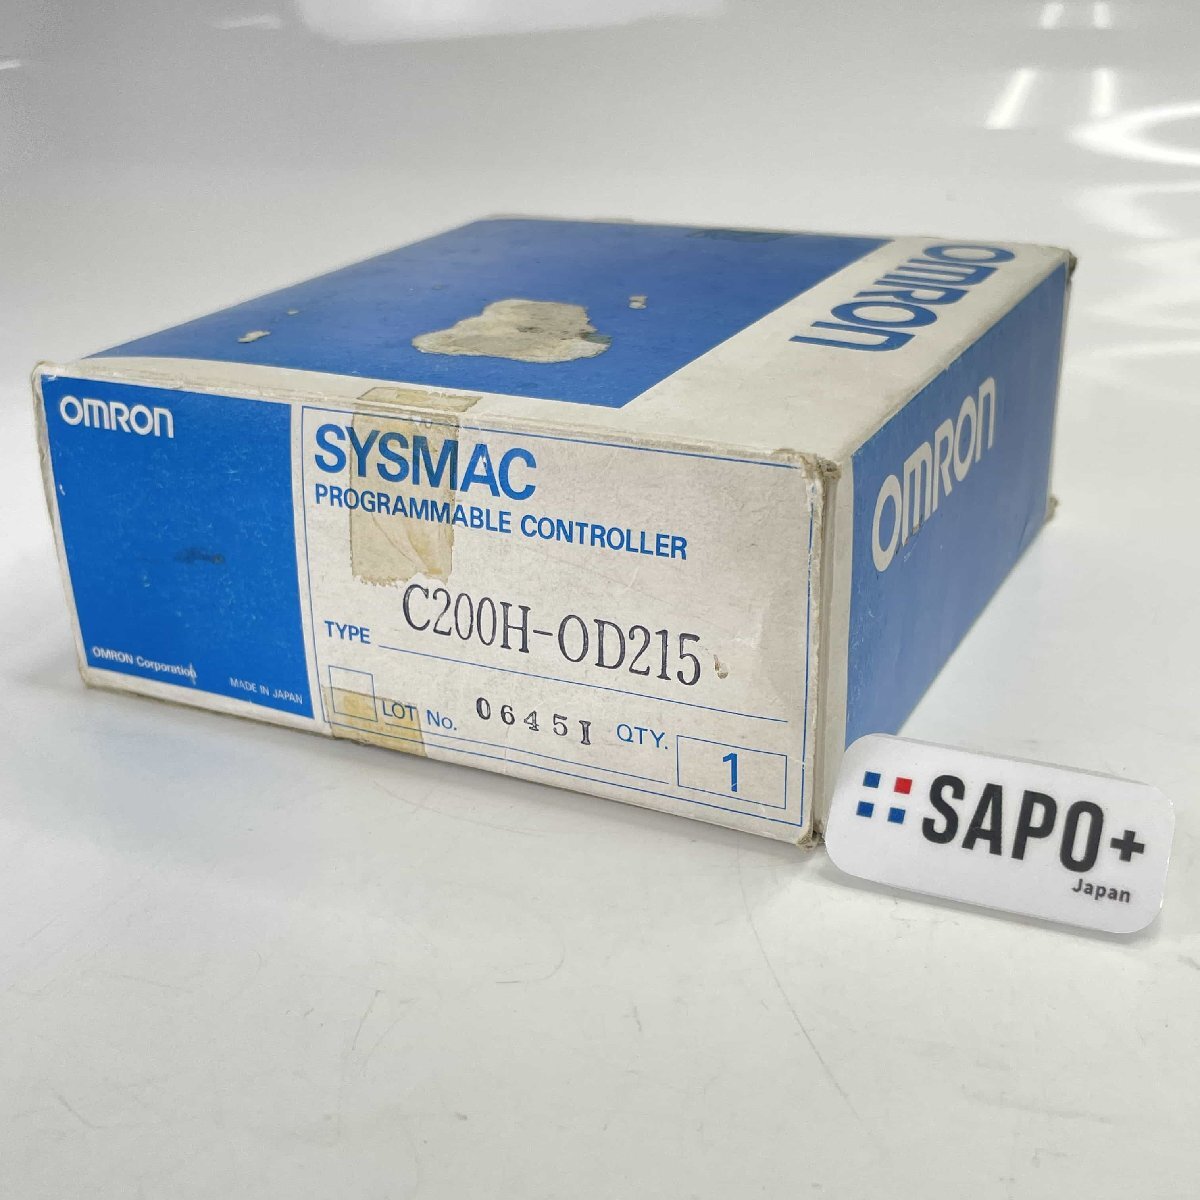 OMRON
OMRON
OMRON
SYSMAC
PROGRAMMABLE CONTROLLER
TYPE C200H-OD215
LOT No. 0645I QTY. 1
OMRON Corporation
MADE IN JAPAN
SAPO+
Japan